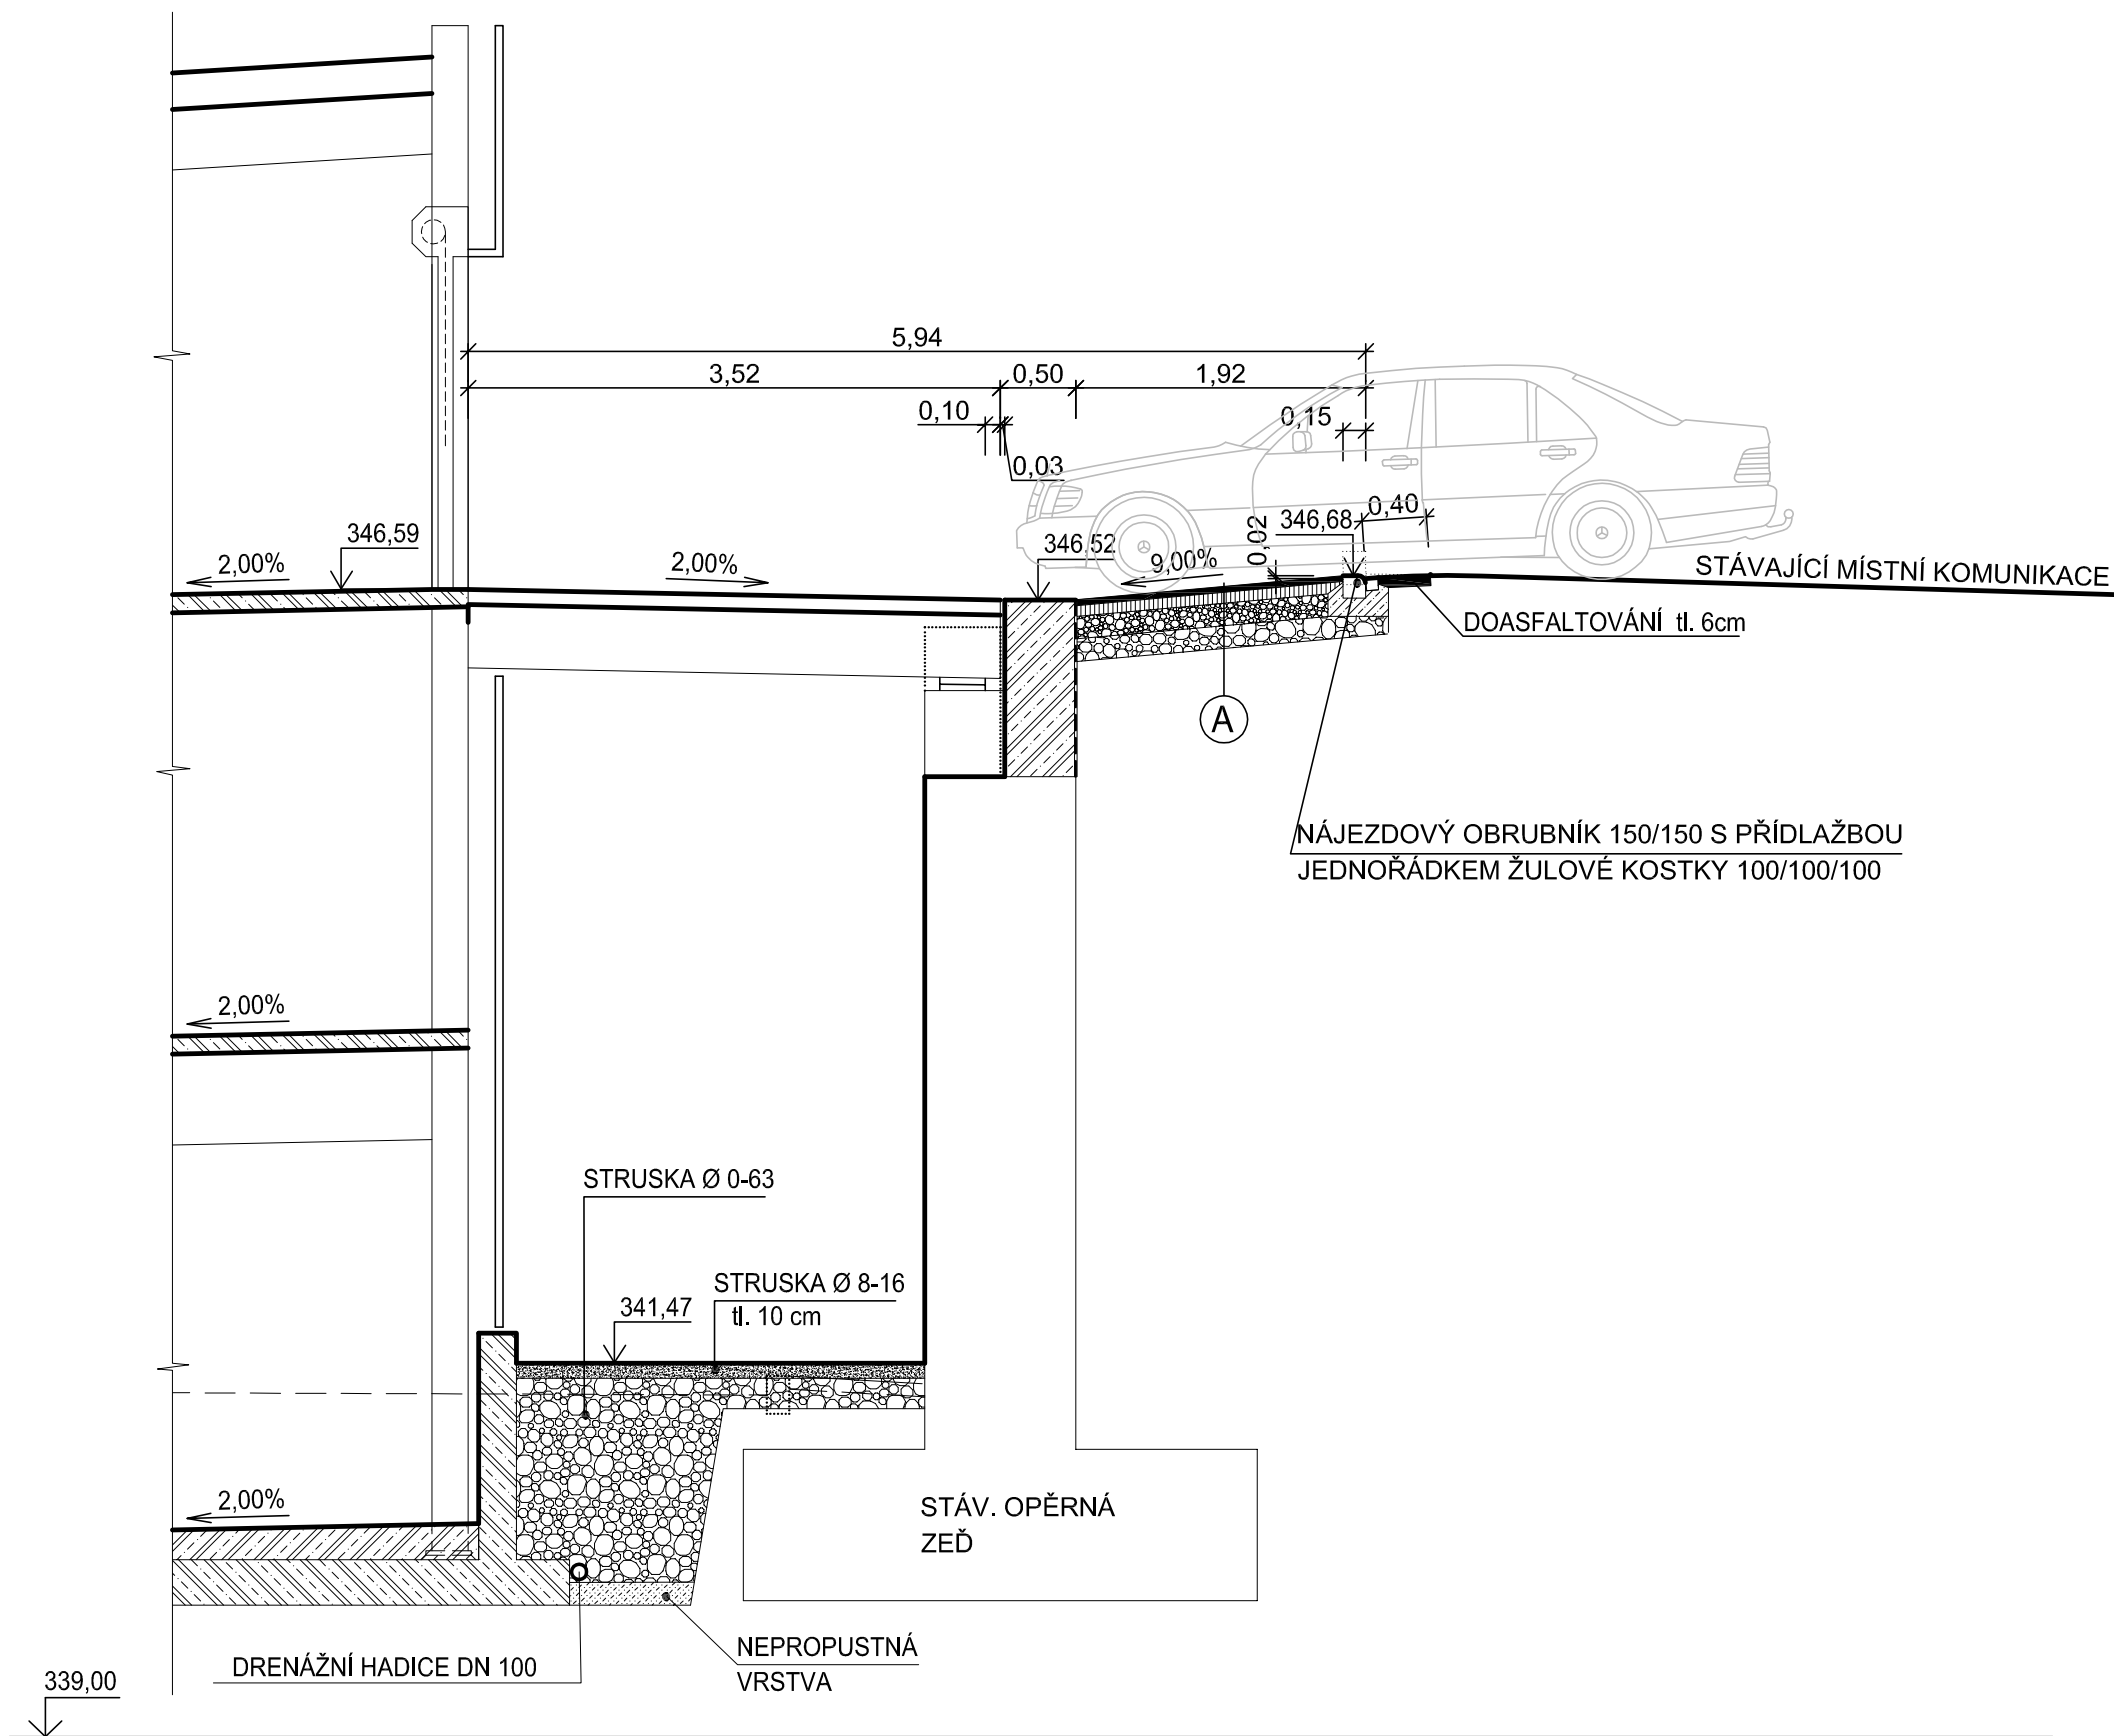 5,94
3,52
0,50
1,92
0,10
0,15
0,03
346,59
346,52
0,02
346,68
0,40
2,00%
2,00%
9,00%
STÁVAJÍCÍ MÍSTNÍ KOMUNIKACE
DOASFALTOVÁNÍ tl. 6cm
A
NÁJEZDOVÝ OBRUBNÍK 150/150 S PŘÍDLAŽBOU
JEDNOŘÁDKEM ŽULOVÉ KOSTKY 100/100/100
2,00%
STRUSKA Ø 0-63
STRUSKA Ø 8-16
tl. 10 cm
341,47
2,00%
STÁV. OPĚRNÁ
ZEĎ
NEPROPUSTNÁ
VRSTVA
DRENÁŽNÍ HADICE DN 100
339,00